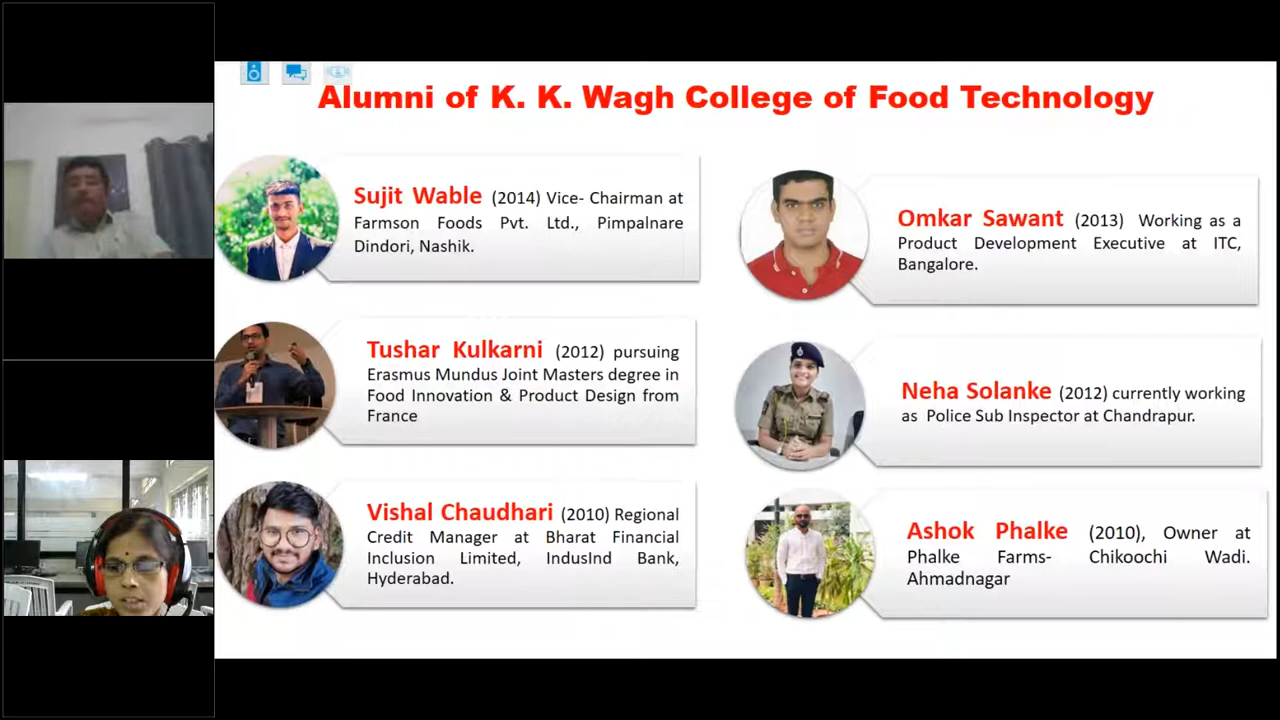 Alumni of K. K. Wagh College of Food Technology
Sujit Wable (2014) Vice- Chairman at
Farmson Foods Pvt. Ltd., Pimpalnare
Dindori, Nashik.
Omkar Sawant (2013) Working as a
Product Development Executive at ITC,
Bangalore.
Tushar Kulkarni (2012) pursuing
Erasmus Mundus Joint Masters degree in
Food Innovation & Product Design from
France
Neha Solanke (2012) currently working
as Police Sub Inspector at Chandrapur.
Vishal Chaudhari (2010) Regional
Credit Manager at Bharat Financial
Inclusion Limited, IndusInd Bank,
Hyderabad.
Ashok Phalke (2010), Owner at
Phalke Farms- Chikoochi Wadi.
Ahmadnagar